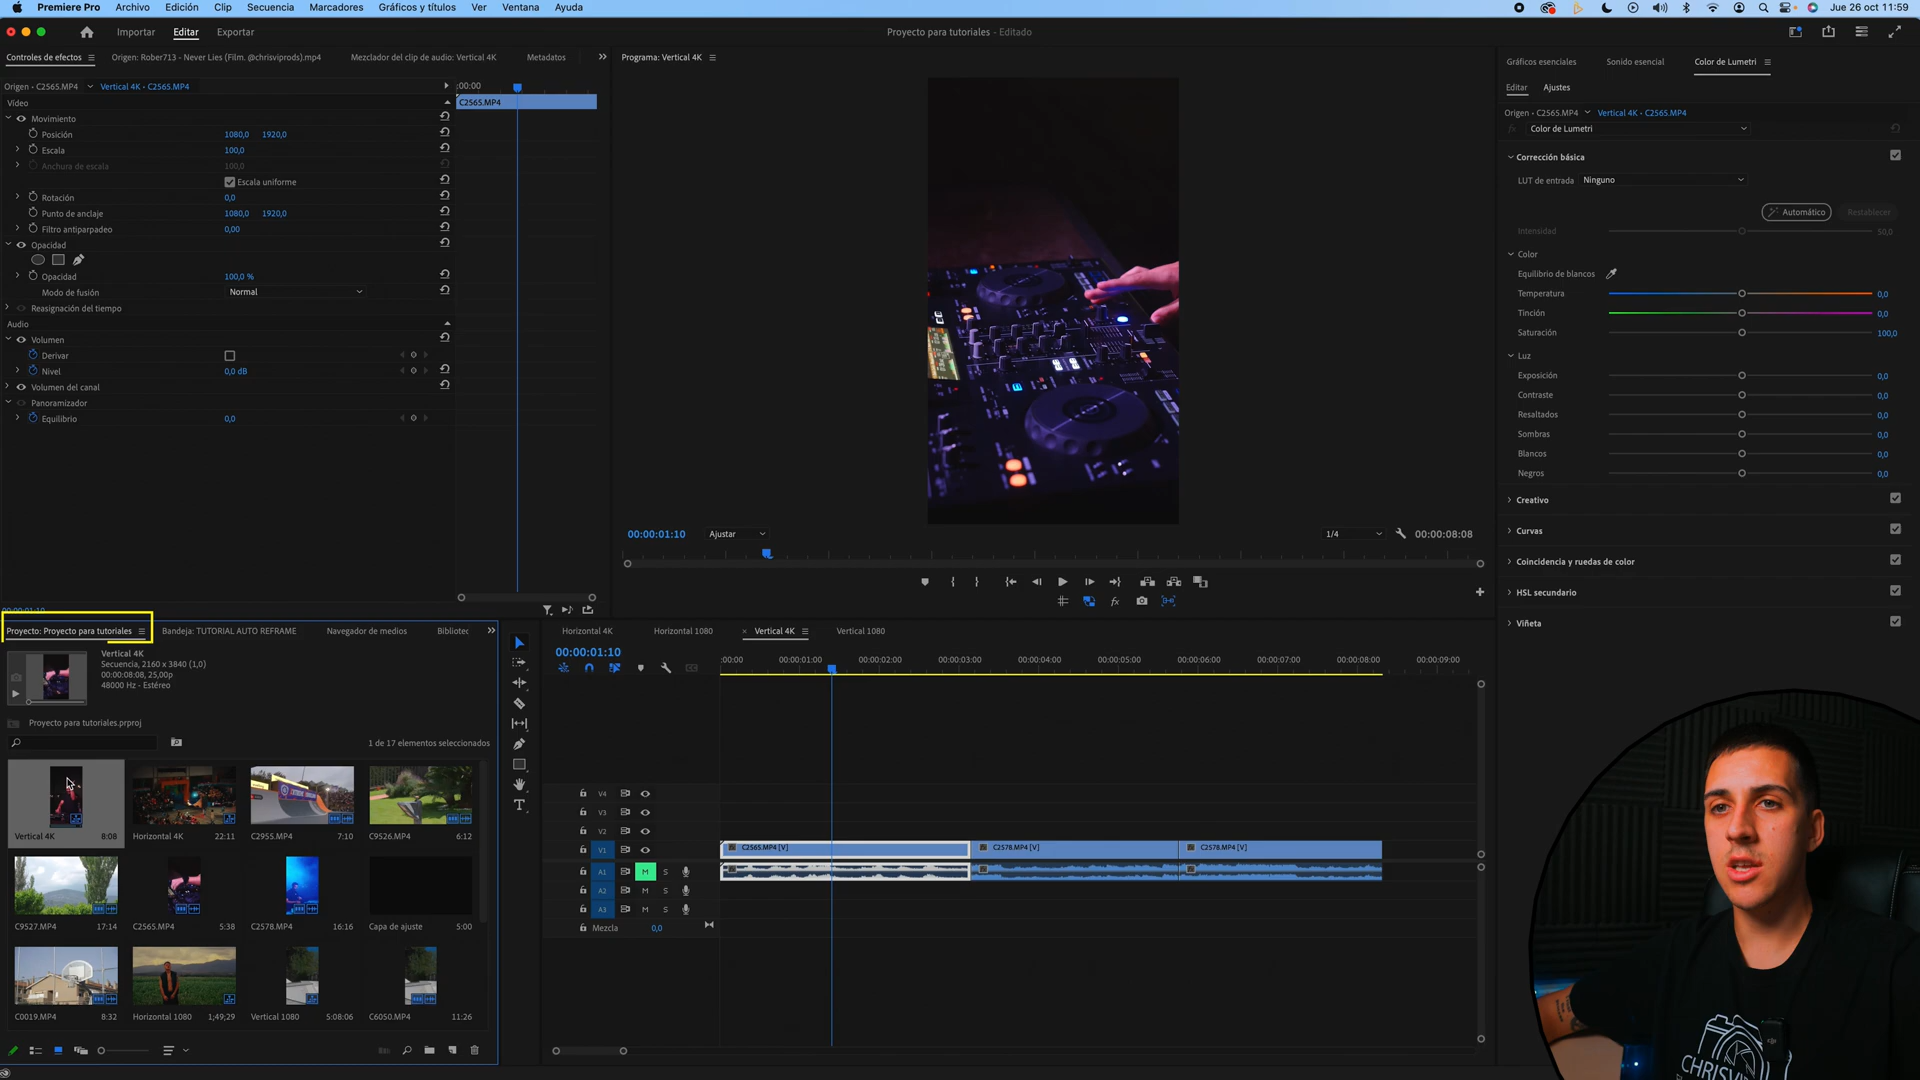 Premiere Pro Archivo Edición Clip Secuencia Marcadores Gráficos y títulos Ver Ventana Ayuda Jue 26 oct 11:59
Importar Editar Exportar Proyecto para tutoriales - Editado
Controles de efectos Origen: Rober713 - Never Lies (Film. @chrisviprods).mp4 Mezclador del clip de audio: Vertical 4K Metadatos
Origen • C2565.MP4 Vertical 4K • C2565.MP4
;00:00
Vídeo
C2565.MP4
Movimiento
Posición 1080,0 1920,0
Escala 100,0
Anchura de escala 100,0
Escala uniforme
Rotación 0,0
Punto de anclaje 1080,0 1920,0
Filtro antiparpadeo 0,00
Opacidad
Opacidad 100,0 %
Modo de fusión Normal
Reasignación del tiempo
Audio
Volumen
Derivar
Nivel 0,0 dB
Volumen del canal
Panoramizador
Equilibrio 0,0
00:00:01:10
Programa: Vertical 4K
00:00:01:10 Ajustar 1/4 00:00:08:08
Gráficos esenciales Sonido esencial Color de Lumetri
Editar Ajustes
Origen • C2565.MP4 Vertical 4K • C2565.MP4
fx Color de Lumetri
Corrección básica
LUT de entrada Ninguno
Automático Restablecer
Intensidad 50,0
Color
Equilibrio de blancos
Temperatura 0,0
Tinción 0,0
Saturación 100,0
Luz
Exposición 0,0
Contraste 0,0
Resaltados 0,0
Sombras 0,0
Blancos 0,0
Negros 0,0
Creativo
Curvas
Coincidencia y ruedas de color
HSL secundario
Viñeta
Proyecto: Proyecto para tutoriales Bandeja: TUTORIAL AUTO REFRAME Navegador de medios Bibliotec
Vertical 4K
Secuencia, 2160 x 3840 (1,0)
00:00:08:08, 25,00p
48000 Hz - Estéreo
Proyecto para tutoriales.prproj
1 de 17 elementos seleccionados
Vertical 4K 8:08 Horizontal 4K 22:11 C2955.MP4 7:10 C9526.MP4 6:12
C9527.MP4 17:14 C2565.MP4 5:38 C2578.MP4 16:16 Capa de ajuste 5:00
C0019.MP4 8:32 Horizontal 1080 1;49;29 Vertical 1080 5:08:06 C6050.MP4 11:26
Horizontal 4K Horizontal 1080 × Vertical 4K Vertical 1080
00:00:01:10
:00:00 00:00:01:00 00:00:02:00 00:00:03:00 00:00:04:00 00:00:05:00 00:00:06:00 00:00:07:00 00:00:08:00 00:00:09:00
V4
V3
V2
V1 C2565.MP4 [V] C2578.MP4 [V] C2578.MP4 [V]
A1 M S
A2 M S
A3 M S
Mezcla 0,0
CHRISVI